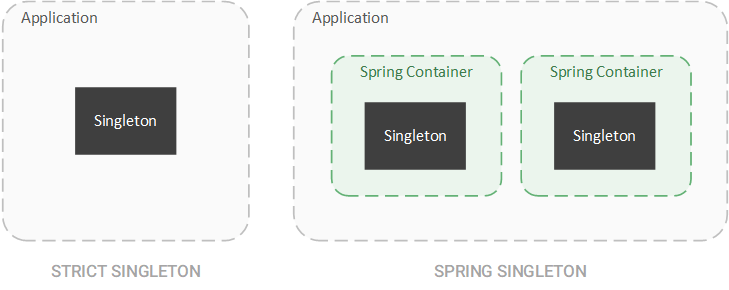 Application
Singleton
STRICT SINGLETON
Application
Spring Container
Singleton
Spring Container
Singleton
SPRING SINGLETON